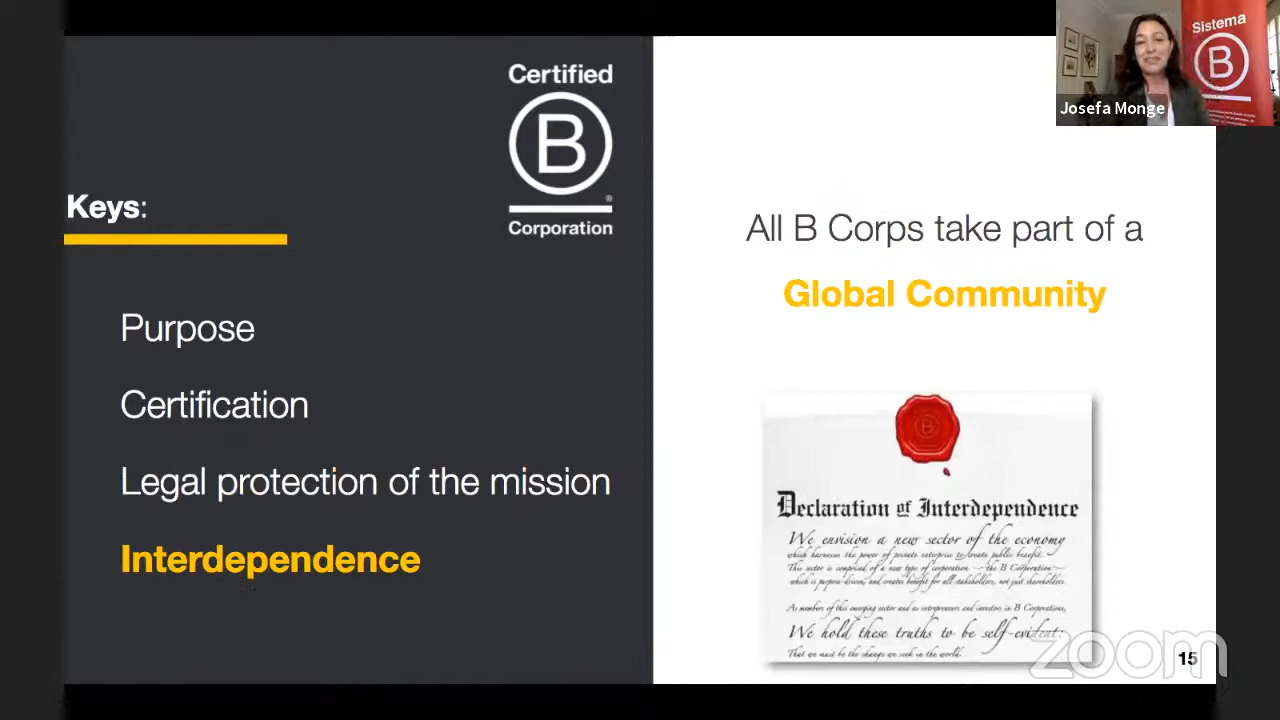 Certified
B
®
Corporation
Keys:
Purpose
Certification
Legal protection of the mission
Interdependence
All B Corps take part of a
Global Community
B
Declaration of Interdependence
We envision a new sector of the economy
which harnesses the power of private enterprise to create public benefit.
This sector is comprised of a new type of corporation – the B Corporation –
which is purpose-driven, and creates benefit for all stakeholders, not just shareholders.
As members of this emerging sector and as entrepreneurs and investors in B Corporations,
We hold these truths to be self-evident:
That we must be the change we seek in the world.
zoom
15
Sistema
B
Josefa Monge